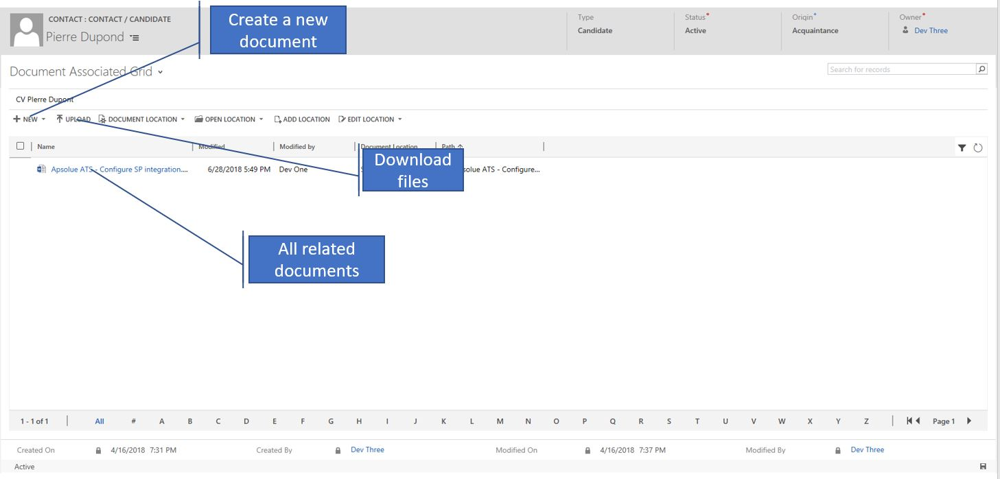 CONTACT : CONTACT / CANDIDATE
Pierre Dupond
Create a new
document
Type
Candidate
Status*
Active
Origin+
Acquaintance
Owner*
Dev Three
Document Associated Grid
Search for records
CV PIerre Dupont
NEW UPLOAD DOCUMENT LOCATION OPEN LOCATION ADD LOCATION EDIT LOCATION
Name Modified Modified by Document Location Path
Apsolue ATS - Configure SP integration.... 6/28/2018 5:49 PM Dev One solue ATS - Configure...
Download
files
All related
documents
1 - 1 of 1 All # A B C D E F G H I J K L M N O P Q R S T U V W X Y Z Page 1
Created On 4/16/2018 7:31 PM Created By Dev Three Modified On 4/16/2018 7:37 PM Modified By Dev Three
Active